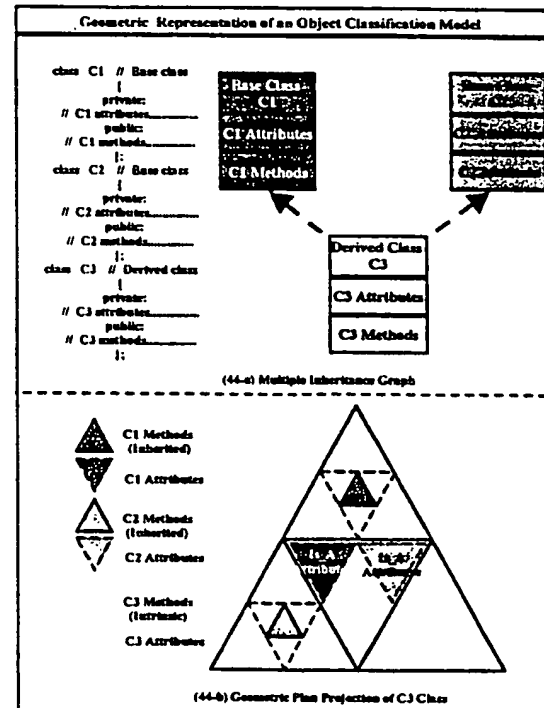 Geometric Representation of an Object Classification Model
class C1 // Base class
{
private:
// C1 attributes..............
public:
// C1 methods..............
};
class C2 // Base class
{
private:
// C2 attributes..............
public:
// C2 methods..............
};
class C3 // Derived class
{
private:
// C3 attributes..............
public:
// C3 methods..............
};
Base Class
C1
C1 Attributes
C1 Methods
Derived Class
C3
C3 Attributes
C3 Methods
(44-a) Multiple Inheritance Graph
C1 Methods
(Inherited)
C1 Attributes
C2 Methods
(Inherited)
C2 Attributes
C3 Methods
(Intrinsic)
C3 Attributes
Is-A
Is-A
Attributes
(44-b) Geometric Plan Projection of C3 Class